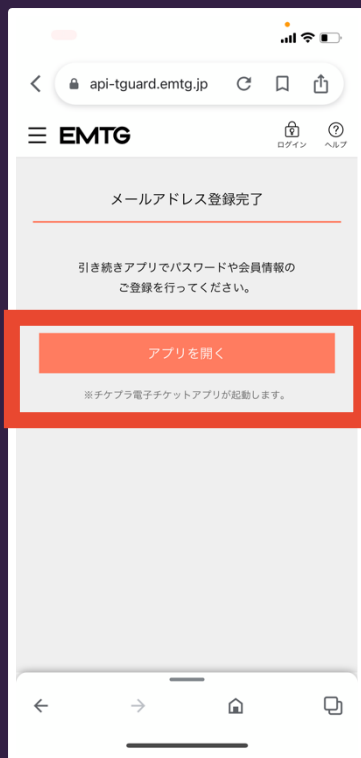 api-tguard.emtg.jp
EMTG
ログイン
ヘルプ
メールアドレス登録完了
引き続きアプリでパスワードや会員情報の
ご登録を行ってください。
アプリを開く
※チケプラ電子チケットアプリが起動します。